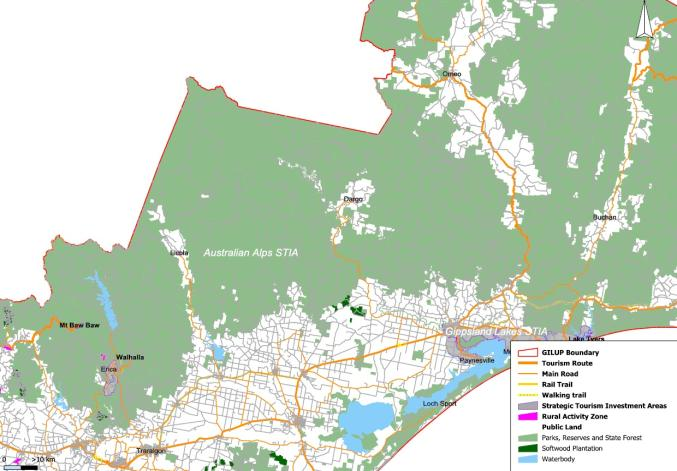 Omeo
Dargo
Buchan
Licola
Australian Alps STIA
Mt Baw Baw
Gippsland Lakes STIA
Lake Tyers
Walhalla
Erica
Paynesville
Loch Sport
Traralgon
0 10 km
GILUP Boundary
Tourism Route
Main Road
Rail Trail
Walking trail
Strategic Tourism Investment Areas
Rural Activity Zone
Public Land
Parks, Reserves and State Forest
Softwood Plantation
Waterbody